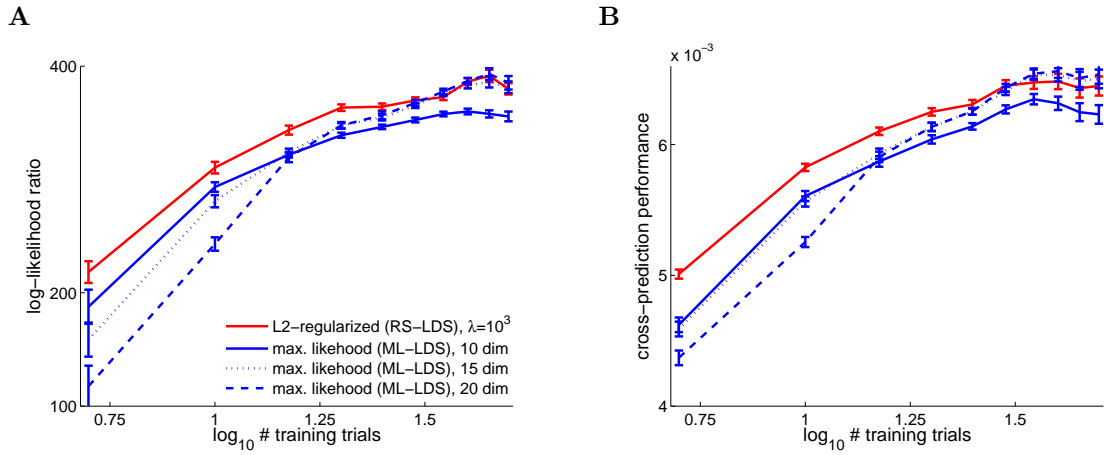 A
400
200
100
log−likelihood ratio
0.75
1
1.25
1.5
log10 # training trials
L2−regularized (RS−LDS), λ=10³
max. likehood (ML−LDS), 10 dim
max. likelihood (ML−LDS), 15 dim
max. likelihood (ML−LDS), 20 dim
B
x 10⁻³
6
5
4
cross−prediction performance
0.75
1
1.25
1.5
log10 # training trials